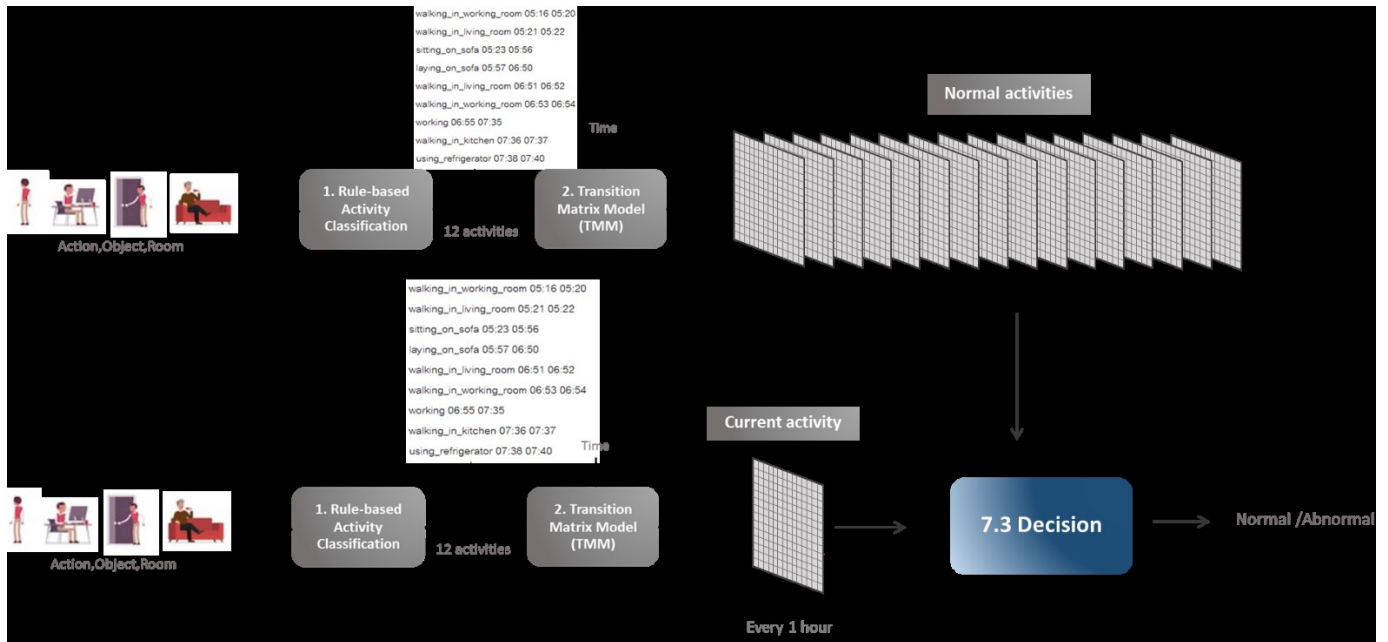 walking_in_working_room 05:16 05:20
walking_in_living_room 05:21 05:22
sitting_on_sofa 05:23 05:56
laying_on_sofa 05:57 06:50
walking_in_living_room 06:51 06:52
walking_in_working_room 06:53 06:54
working 06:55 07:35
walking_in_kitchen 07:36 07:37
using_refrigerator 07:38 07:40
Time
Normal activities
1. Rule-based
Activity
Classification
12 activities
2. Transition
Matrix Model
(TMM)
Action,Object,Room
walking_in_working_room 05:16 05:20
walking_in_living_room 05:21 05:22
sitting_on_sofa 05:23 05:56
laying_on_sofa 05:57 06:50
walking_in_living_room 06:51 06:52
walking_in_working_room 06:53 06:54
working 06:55 07:35
walking_in_kitchen 07:36 07:37
using_refrigerator 07:38 07:40
Time
Current activity
1. Rule-based
Activity
Classification
12 activities
2. Transition
Matrix Model
(TMM)
7.3 Decision
Normal /Abnormal
Action,Object,Room
Every 1 hour